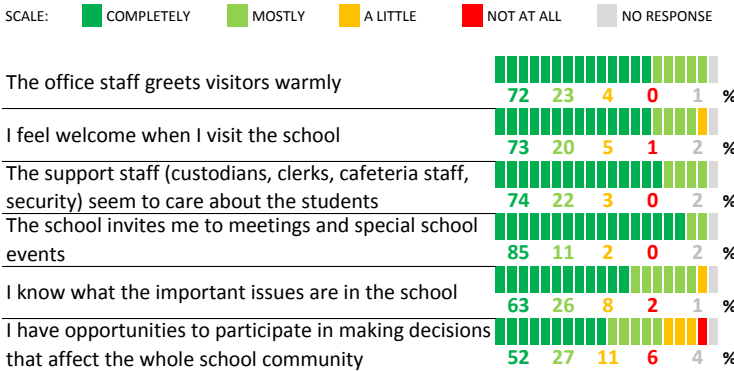 SCALE: COMPLETELY MOSTLY A LITTLE NOT AT ALL NO RESPONSE
The office staff greets visitors warmly
72 23 4 0 1 %
I feel welcome when I visit the school
73 20 5 1 2 %
The support staff (custodians, clerks, cafeteria staff,
security) seem to care about the students
74 22 3 0 2 %
The school invites me to meetings and special school
events
85 11 2 0 2 %
I know what the important issues are in the school
63 26 8 2 1 %
I have opportunities to participate in making decisions
that affect the whole school community
52 27 11 6 4 %